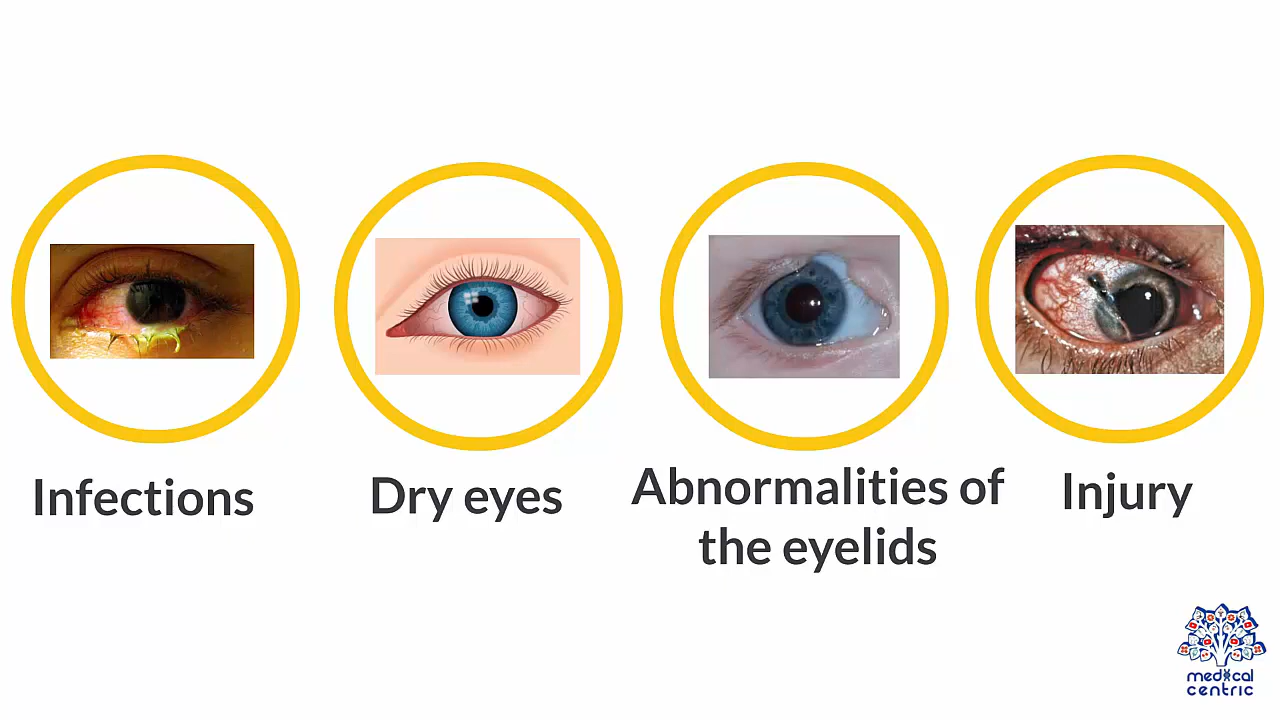 Infections
Dry eyes
Abnormalities of
the eyelids
Injury
medical
centric